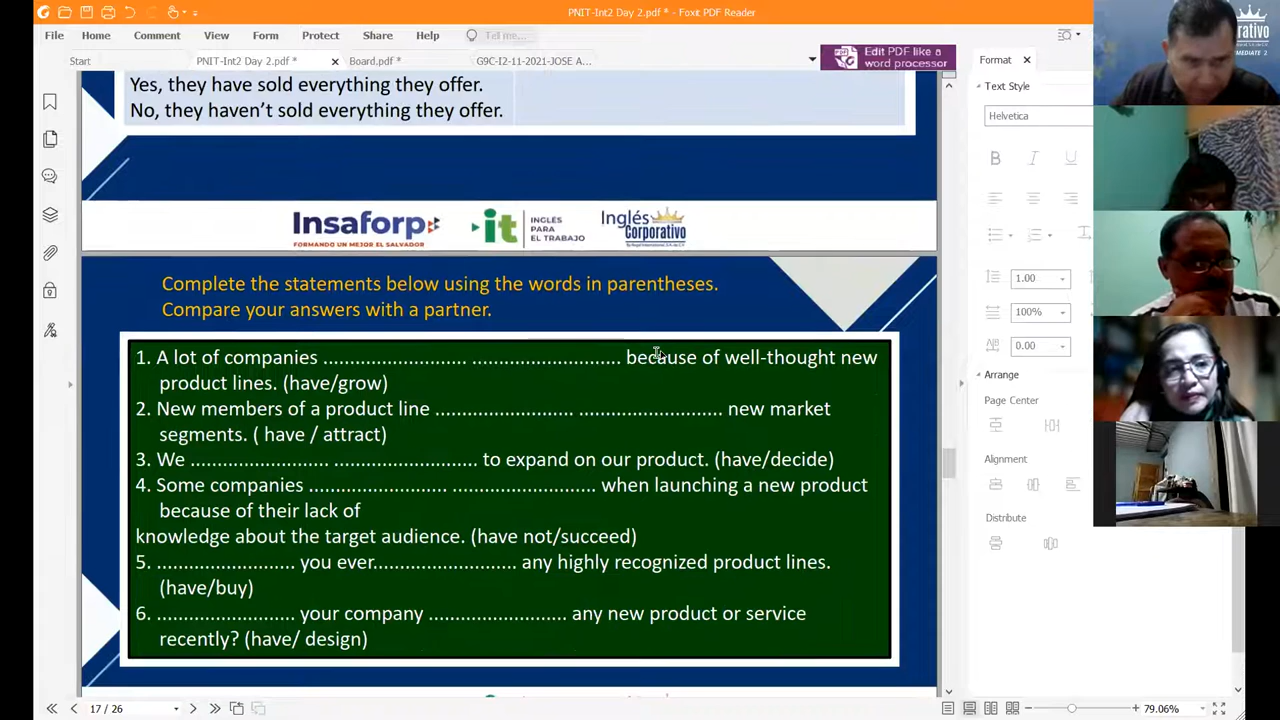 PNIT-Int2 Day 2.pdf * - Foxit PDF Reader
File Home Comment View Form Protect Share Help Tell me...
Start PNIT-Int2 Day 2.pdf * Board.pdf * G9C-I2-11-2021-JOSE A...
Edit PDF like a
word processor
Yes, they have sold everything they offer.
No, they haven't sold everything they offer.
Insaforp
FORMANDO UN MEJOR EL SALVADOR
it
INGLÉS
PARA
EL TRABAJO
Inglés
Corporativo
Complete the statements below using the words in parentheses.
Compare your answers with a partner.
1. A lot of companies ......................... .......................... because of well-thought new
product lines. (have/grow)
2. New members of a product line ........................ ......................... new market
segments. ( have / attract)
3. We ........................ ......................... to expand on our product. (have/decide)
4. Some companies ........................ ......................... when launching a new product
because of their lack of
knowledge about the target audience. (have not/succeed)
5. ........................ you ever......................... any highly recognized product lines.
(have/buy)
6. ........................ your company ........................ any new product or service
recently? (have/ design)
17 / 26
79.06%
Format
Text Style
Helvetica
B I U
1.00
100%
0.00
Arrange
Page Center
Alignment
Distribute
rativo
MEDIATE 2